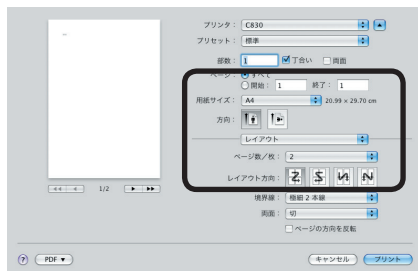 プリンタ： C830
プリセット： 標準
部数： 1 丁合い 両面
ページ： すべて
開始： 1 終了： 1
用紙サイズ： A4 20.99 x 29.70 cm
方向：
レイアウト
ページ数／枚： 2
レイアウト方向：
境界線： 極細 2 本線
両面： 切
ページの方向を反転
1/2
? PDF キャンセル プリント